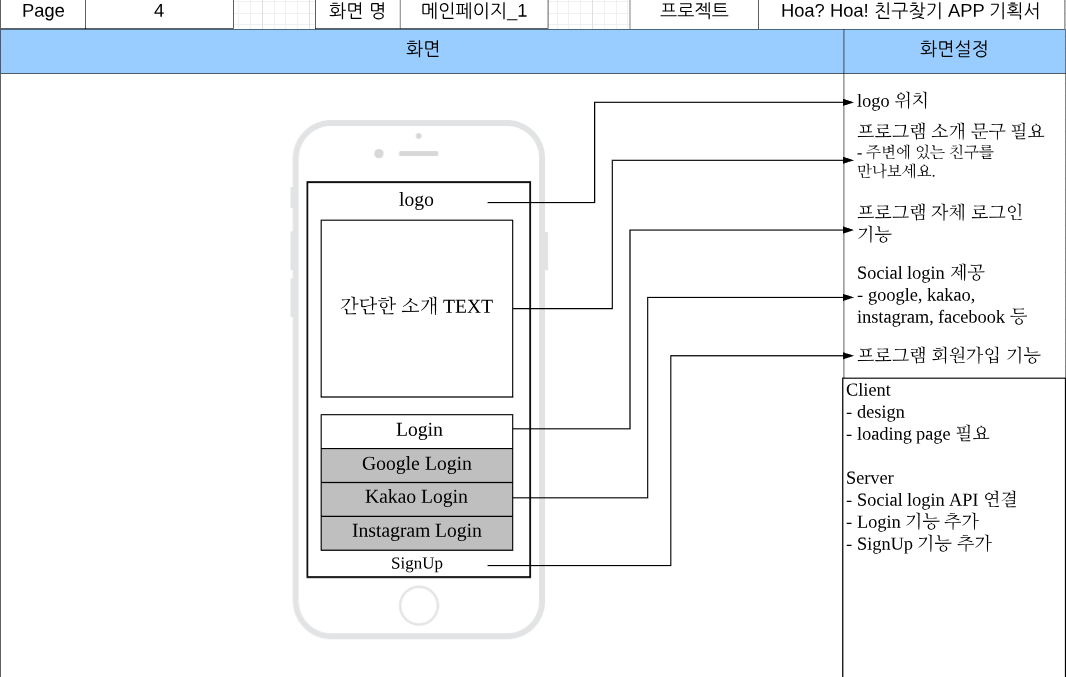 Page 4 화면 명 메인페이지_1 프로젝트 Hoa? Hoa! 친구찾기 APP 기획서
화면 화면설정
logo
간단한 소개 TEXT
Login
Google Login
Kakao Login
Instagram Login
SignUp
logo 위치
프로그램 소개 문구 필요
- 주변에 있는 친구를
만나보세요.
프로그램 자체 로그인
기능
Social login 제공
- google, kakao,
instagram, facebook 등
프로그램 회원가입 기능
Client
- design
- loading page 필요
Server
- Social login API 연결
- Login 기능 추가
- SignUp 기능 추가